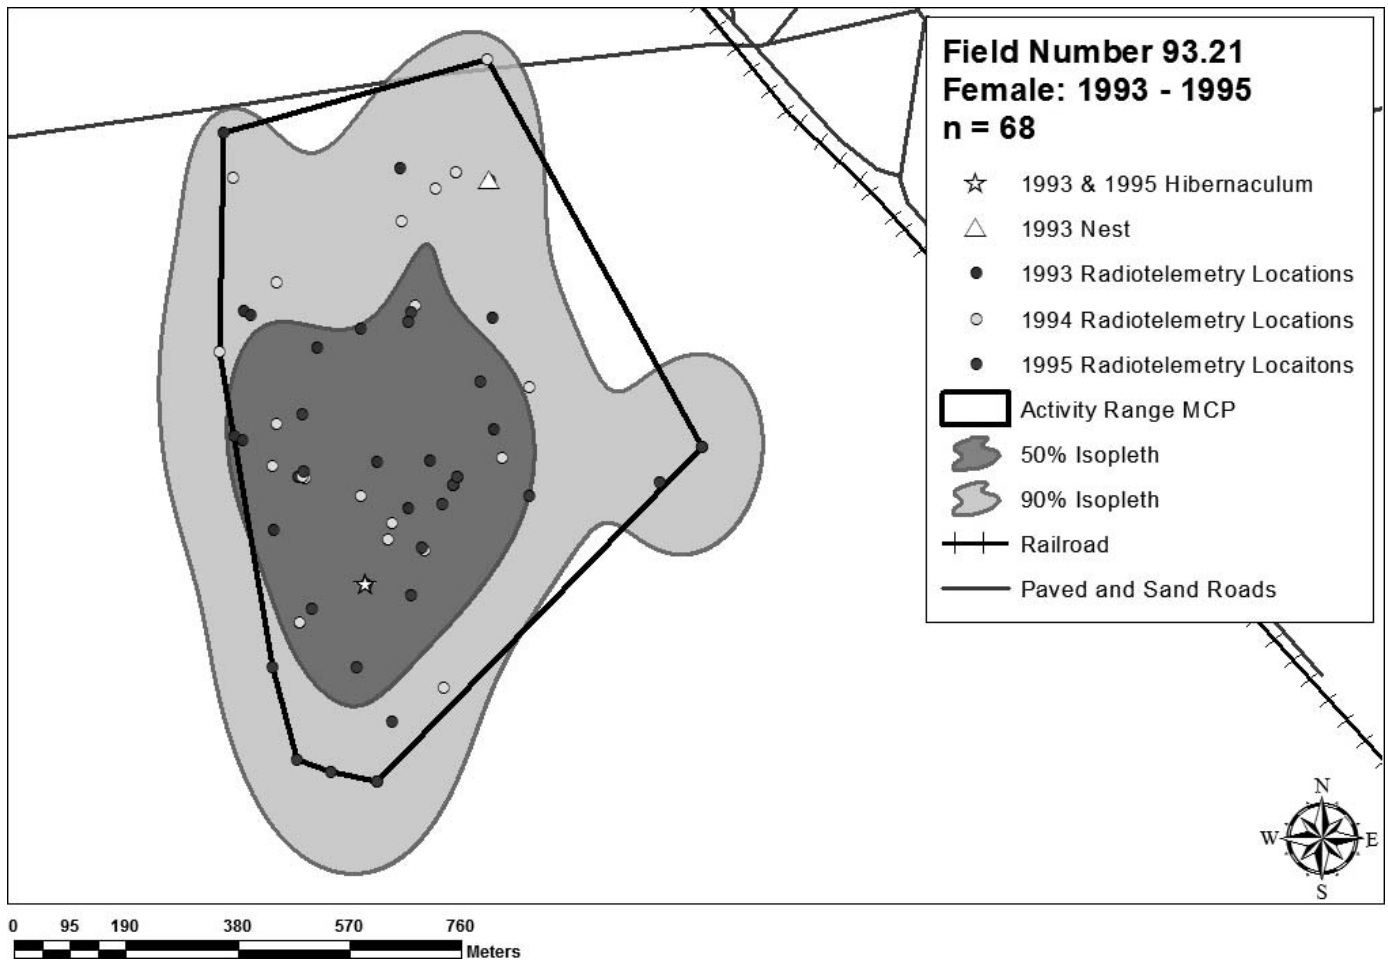 Field Number 93.21
Female: 1993 - 1995
n = 68
1993 & 1995 Hibernaculum
1993 Nest
1993 Radiotelemetry Locations
1994 Radiotelemetry Locations
1995 Radiotelemetry Locaitons
Activity Range MCP
50% Isopleth
90% Isopleth
Railroad
Paved and Sand Roads
N
W E
S
0 95 190 380 570 760
Meters